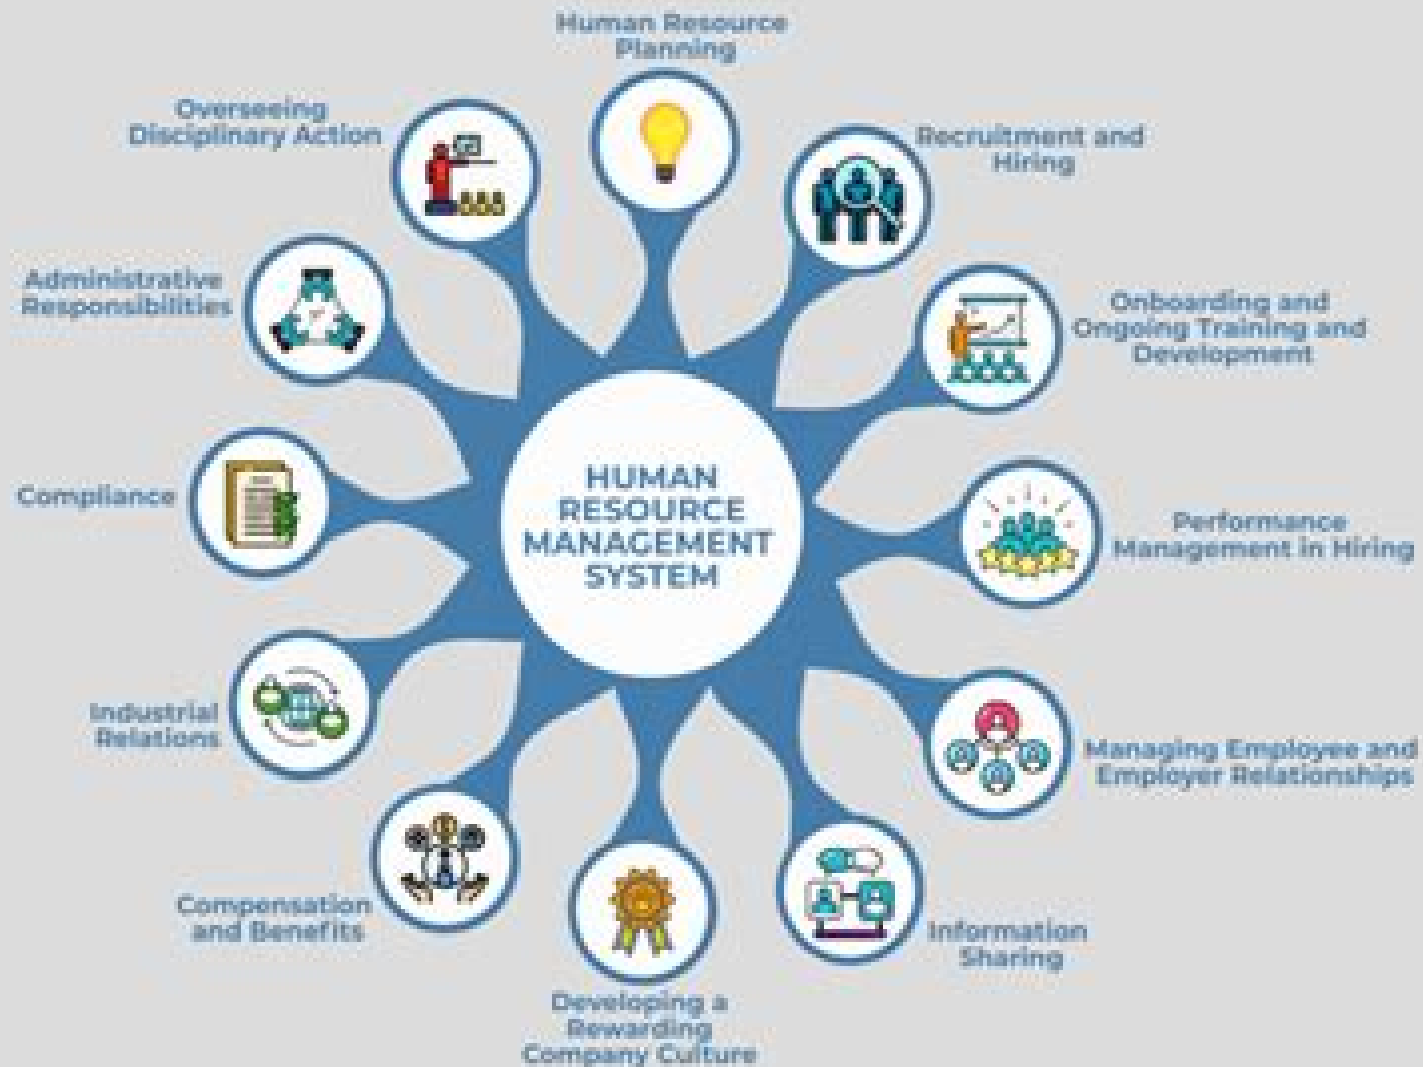 Human Resource
Planning
Recruitment and
Hiring
Onboarding and
Ongoing Training and
Development
Performance
Management in Hiring
Managing Employee and
Employer Relationships
Information
Sharing
Developing a
Rewarding
Company Culture
Compensation
and Benefits
Industrial
Relations
Compliance
Administrative
Responsibilities
Overseeing
Disciplinary Action
HUMAN
RESOURCE
MANAGEMENT
SYSTEM